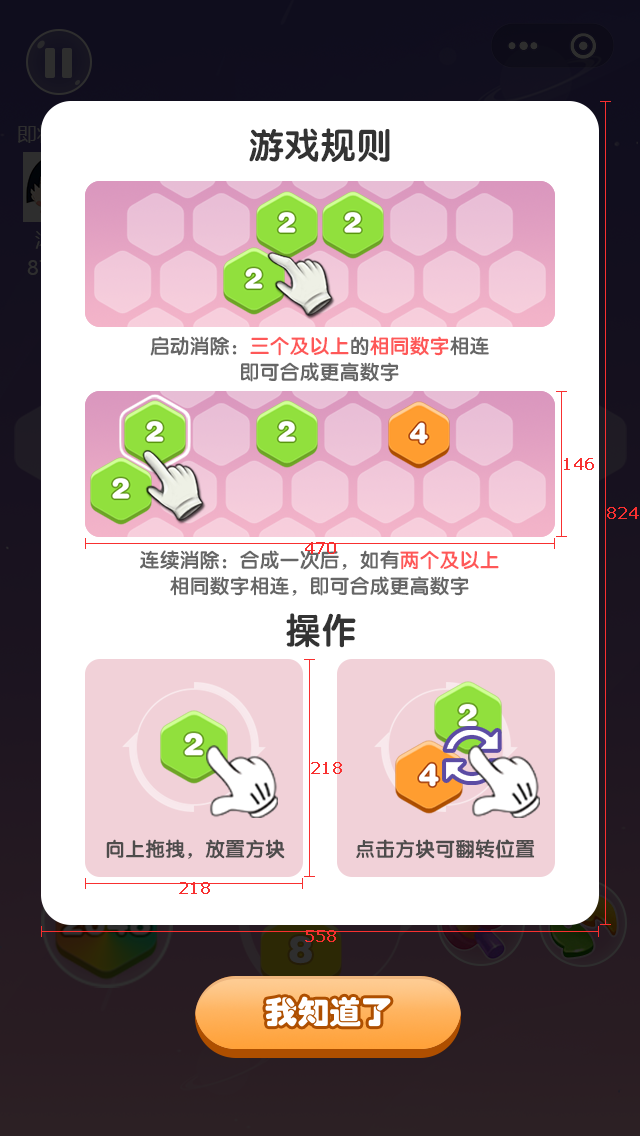 游戏规则
2 2
2
启动消除：三个及以上的相同数字相连
即可合成更高数字
2 2 4
2
146
824
470
连续消除：合成一次后，如有两个及以上
相同数字相连，即可合成更高数字
操作
2
2
4
218
向上拖拽，放置方块
点击方块可翻转位置
218
2048
8
558
我知道了